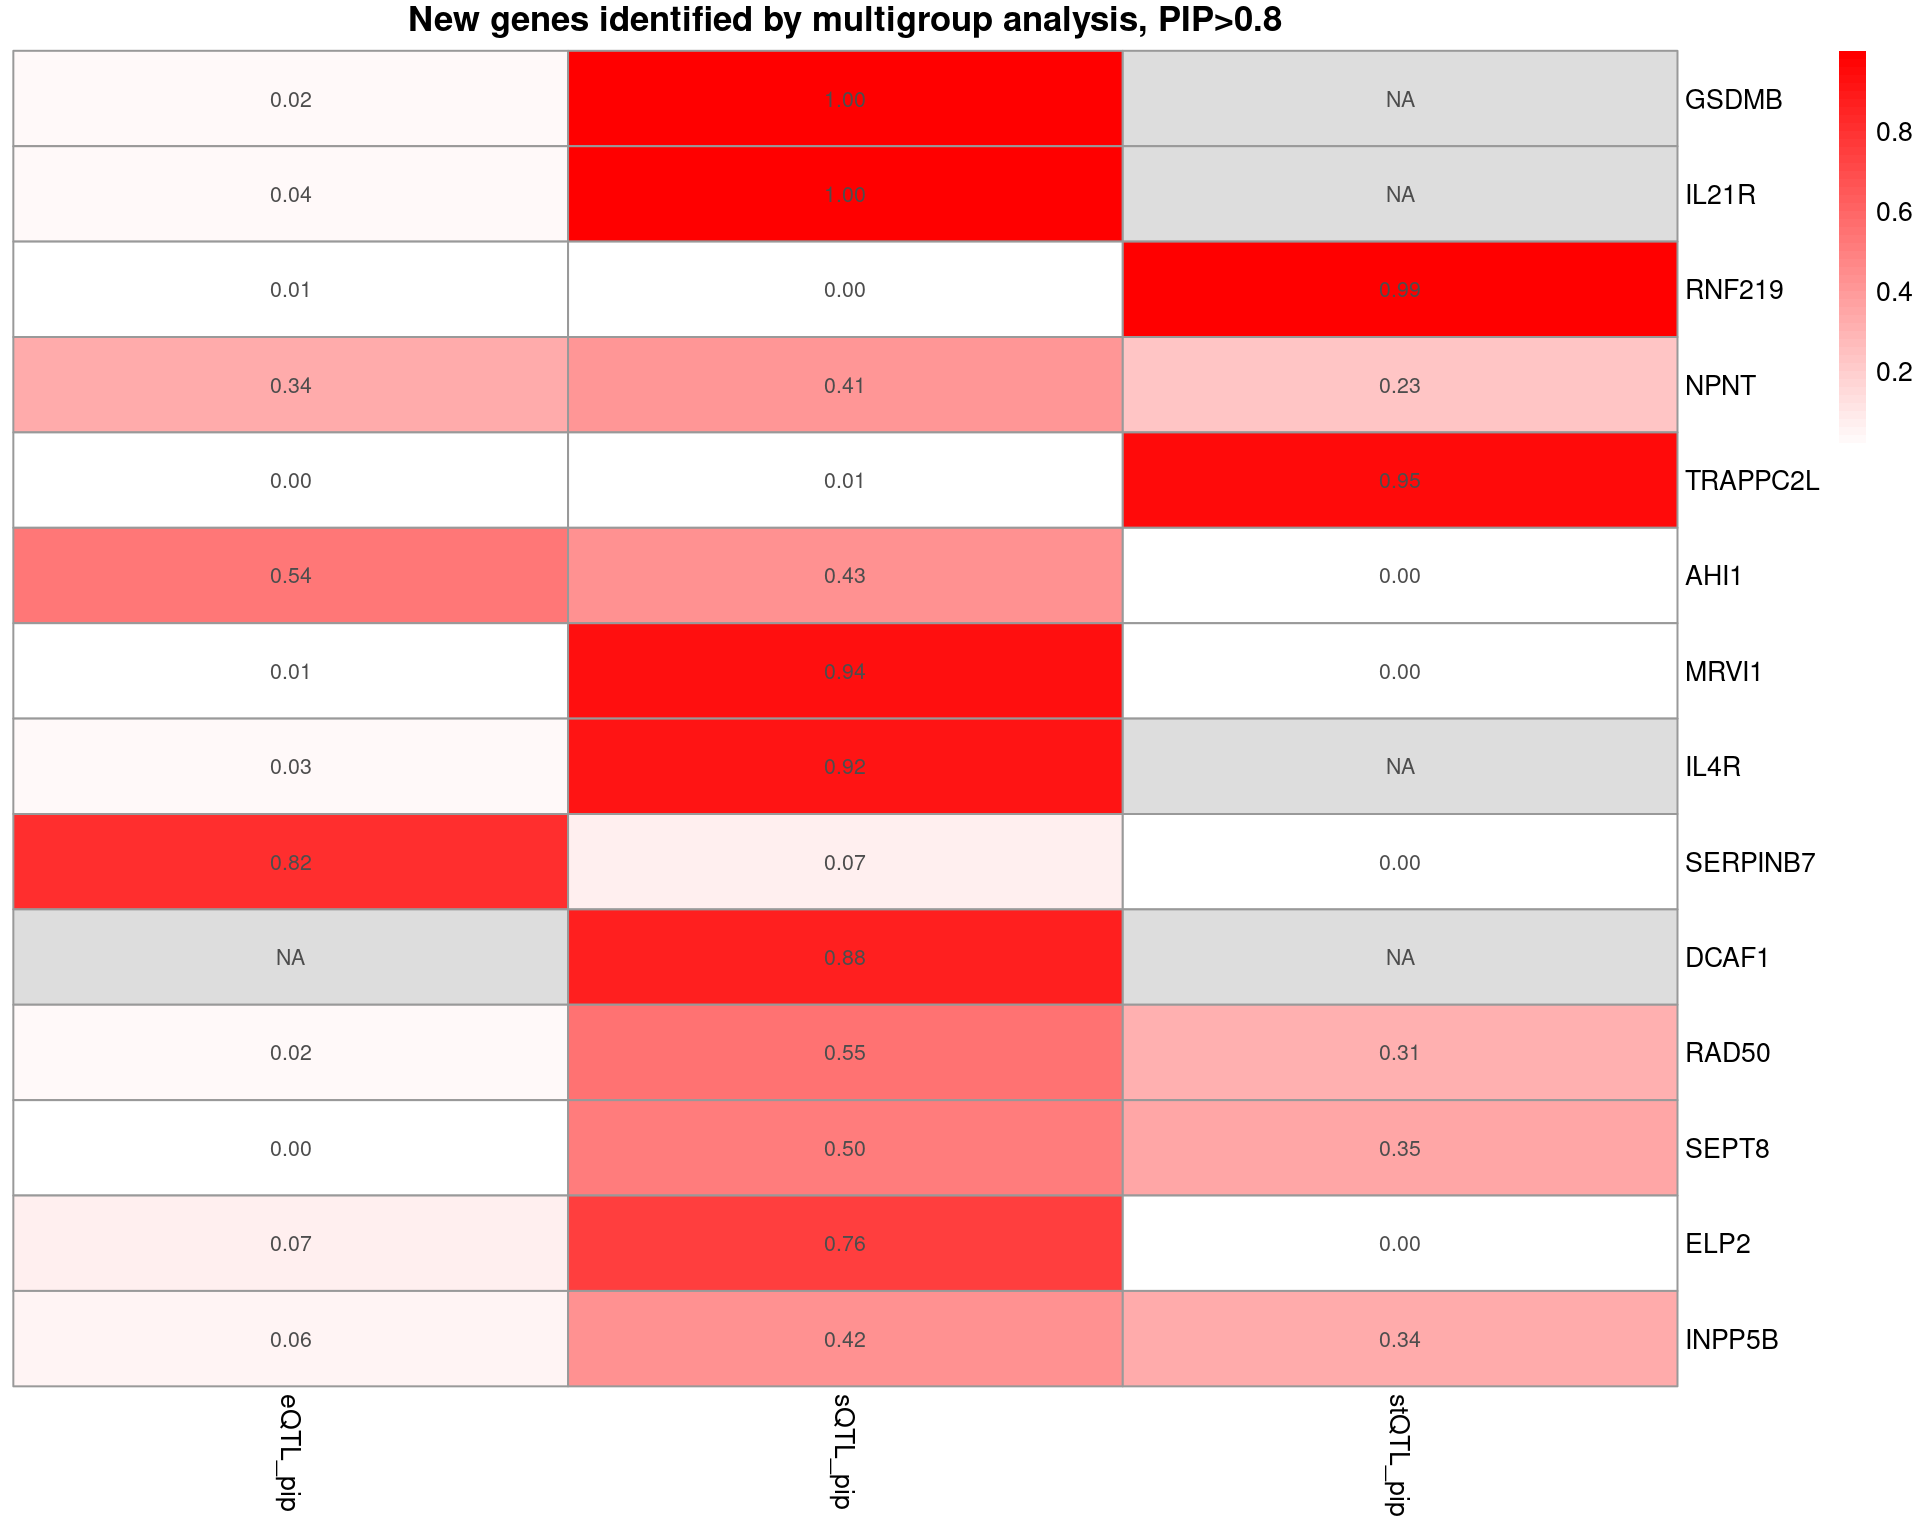 New genes identified by multigroup analysis, PIP>0.8
0.02 1.00 NA GSDMB
0.04 1.00 NA IL21R
0.01 0.00 0.99 RNF219
0.34 0.41 0.23 NPNT
0.00 0.01 0.95 TRAPPC2L
0.54 0.43 0.00 AHI1
0.01 0.94 0.00 MRVI1
0.03 0.92 NA IL4R
0.82 0.07 0.00 SERPINB7
NA 0.88 NA DCAF1
0.02 0.55 0.31 RAD50
0.00 0.50 0.35 SEPT8
0.07 0.76 0.00 ELP2
0.06 0.42 0.34 INPP5B
eQTL_pip sQTL_pip stQTL_pip
0.8
0.6
0.4
0.2